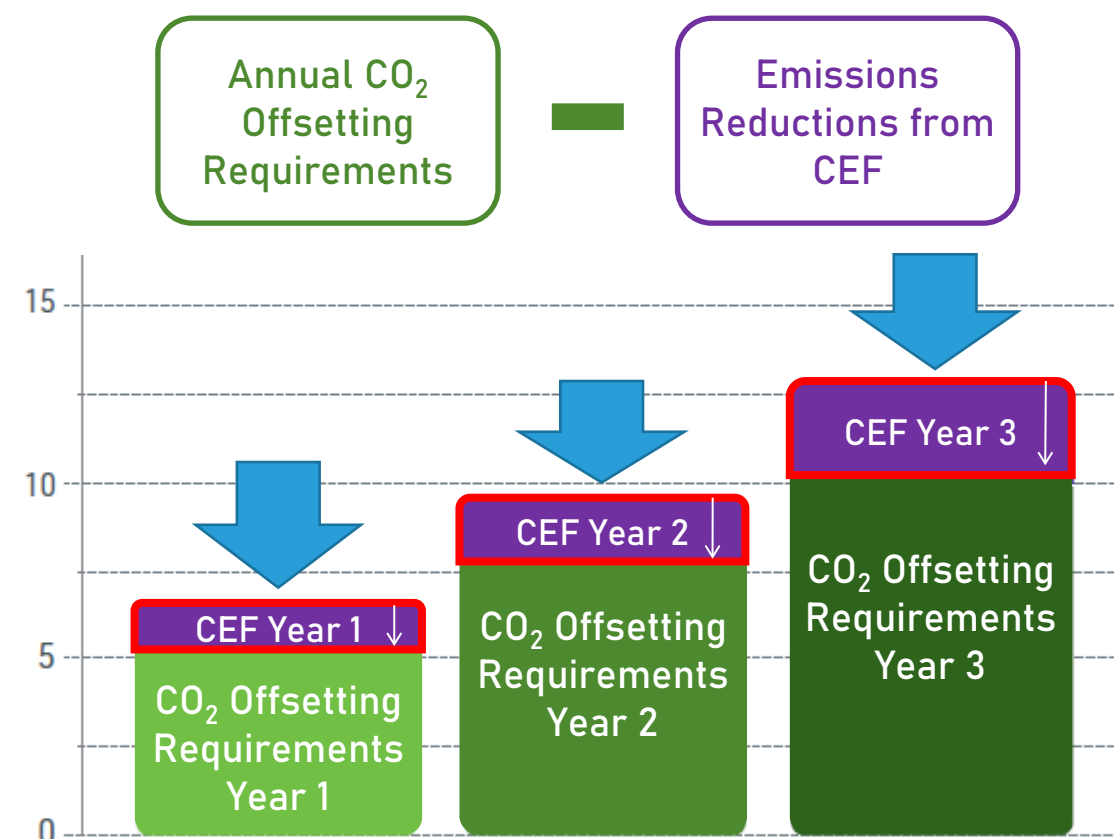 Annual CO₂
Offsetting
Requirements
Emissions
Reductions from
CEF
15
10
5
0
CEF Year 1
CO₂ Offsetting
Requirements
Year 1
CEF Year 2
CO₂ Offsetting
Requirements
Year 2
CEF Year 3
CO₂ Offsetting
Requirements
Year 3